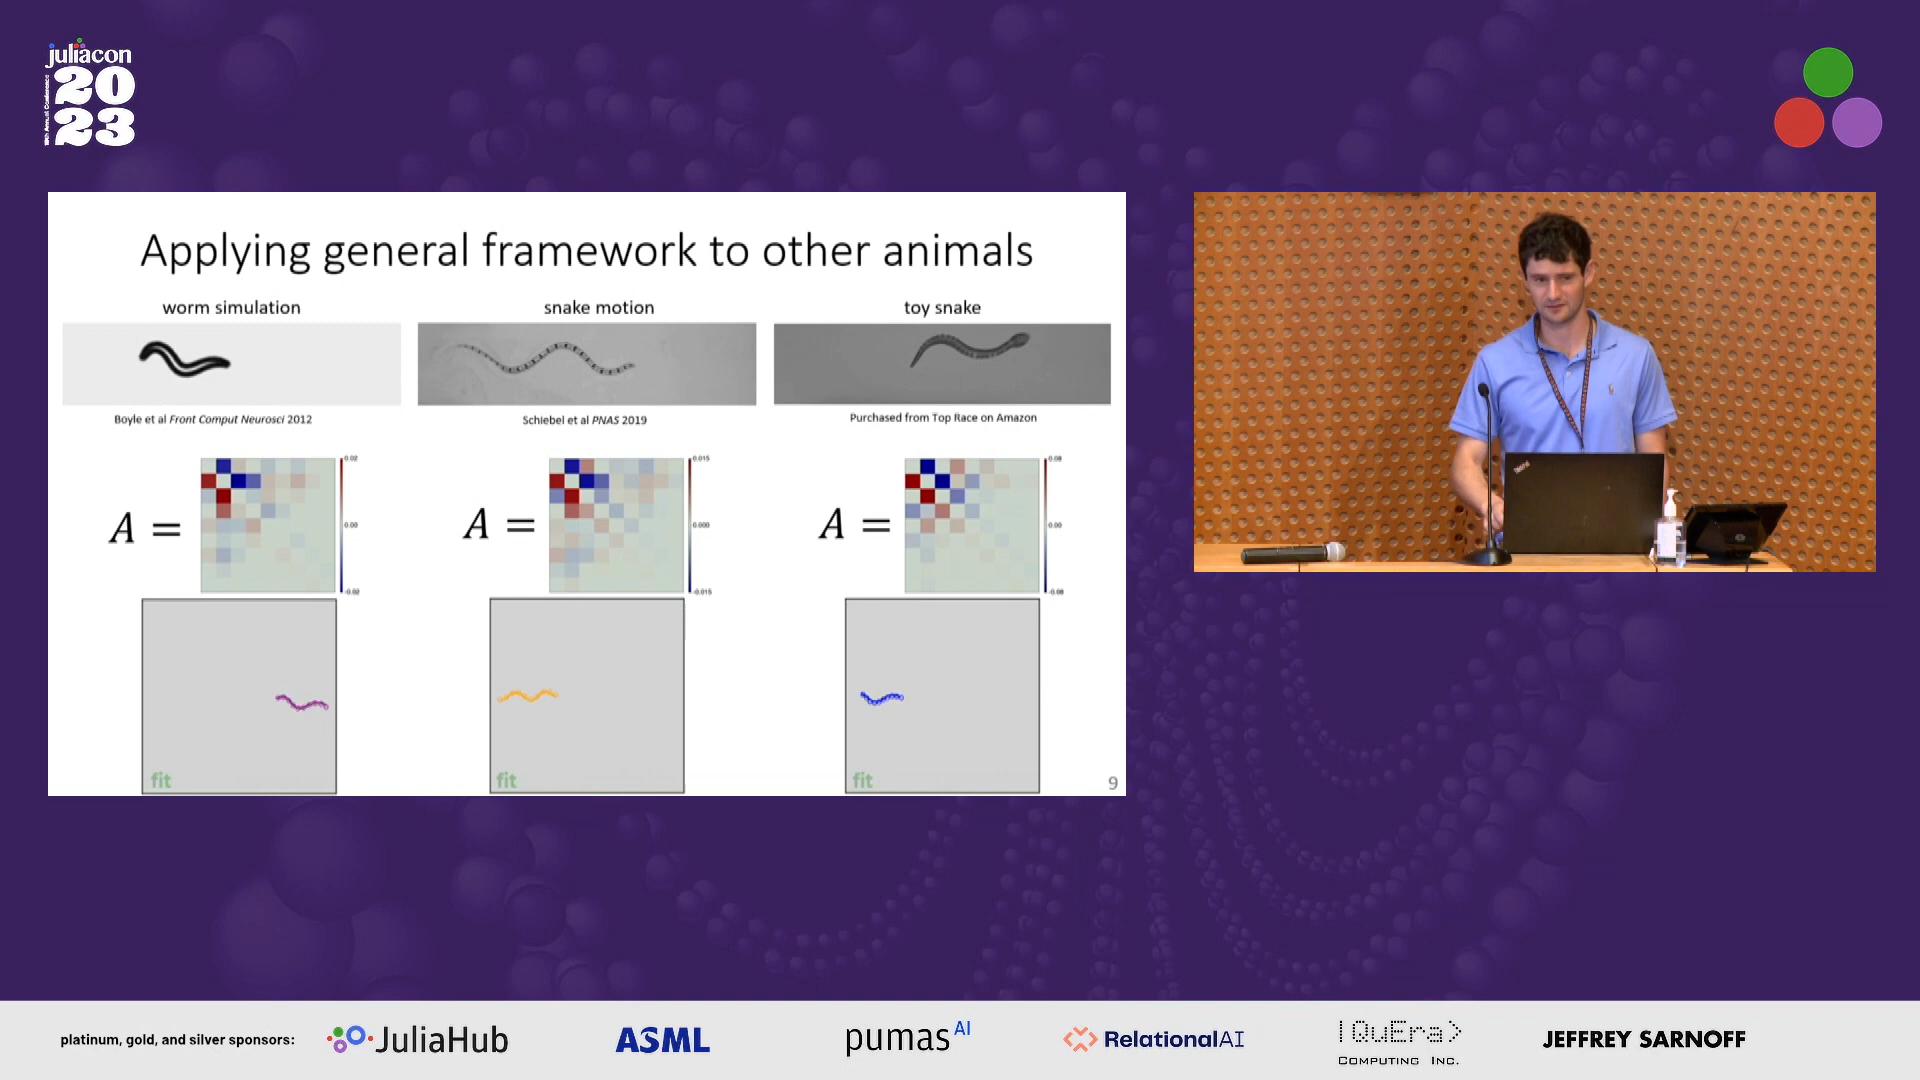 juliacon
20
23
Applying general framework to other animals
worm simulation
snake motion
toy snake
Boyle et al Front Comput Neurosci 2012
Schiebel et al PNAS 2019
Purchased from Top Race on Amazon
A =
0.02
0.00
-0.02
A =
0.015
0.000
-0.015
A =
0.08
0.00
-0.08
fit
fit
fit
9
platinum, gold, and silver sponsors:
JuliaHub
ASML
pumasAI
RelationalAI
|QuEra>
COMPUTING INC.
JEFFREY SARNOFF